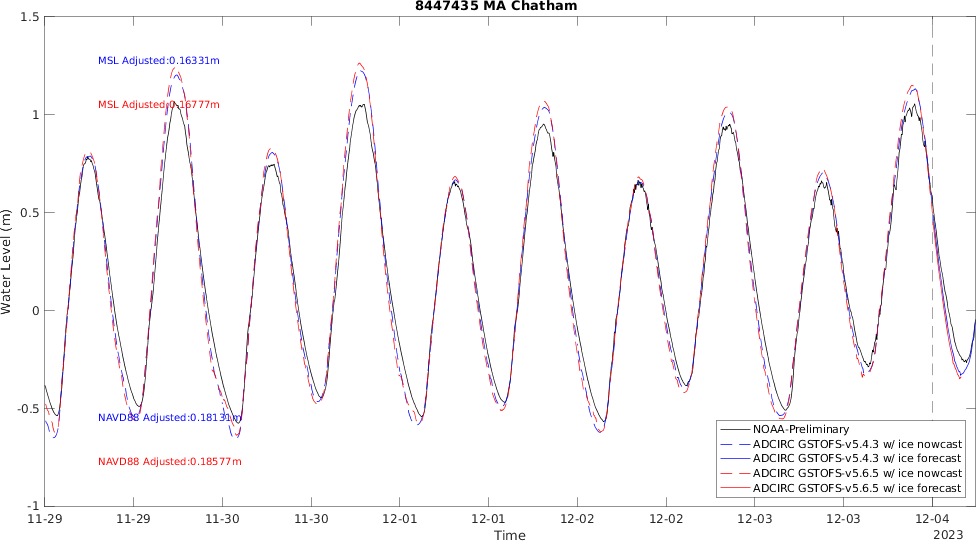 8447435 MA Chatham
1.5
1
0.5
0
-0.5
-1
Water Level (m)
MSL Adjusted:0.16331m
MSL Adjusted:0.16777m
NAVD88 Adjusted:0.18131m
NAVD88 Adjusted:0.18577m
NOAA-Preliminary
ADCIRC GSTOFS-v5.4.3 w/ ice nowcast
ADCIRC GSTOFS-v5.4.3 w/ ice forecast
ADCIRC GSTOFS-v5.6.5 w/ ice nowcast
ADCIRC GSTOFS-v5.6.5 w/ ice forecast
11-29 11-29 11-30 11-30 12-01 12-01 12-02 12-02 12-03 12-03 12-04
Time
2023